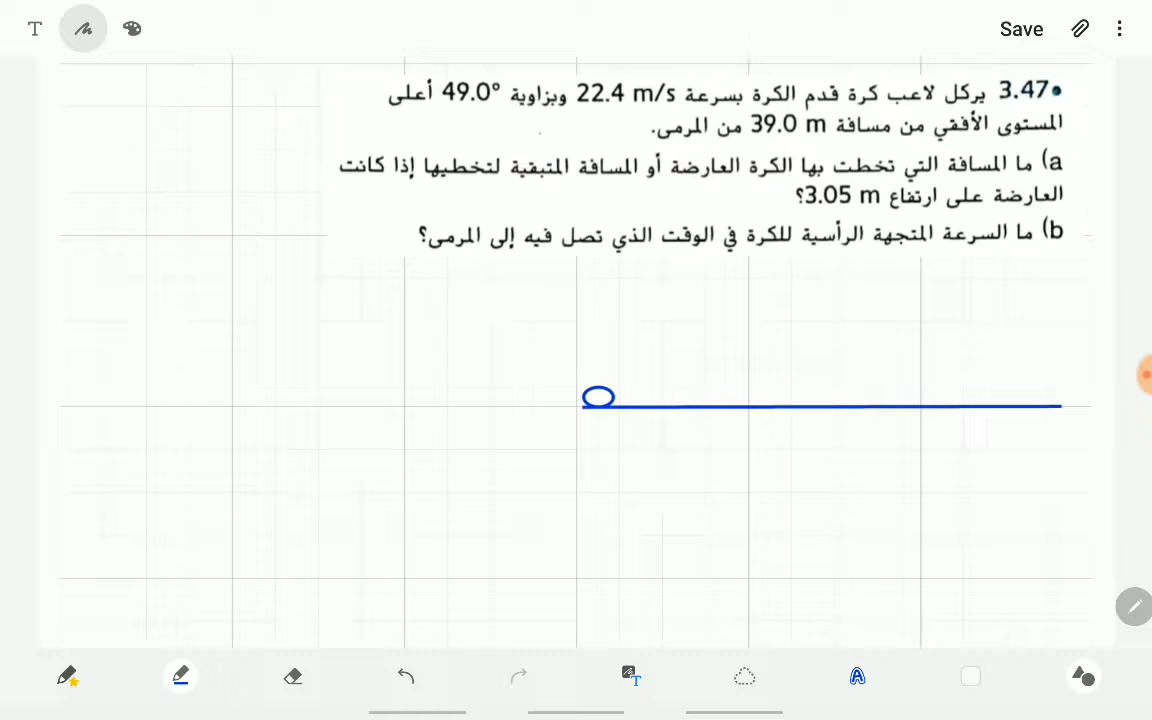 T
Save
3.47• يركل لاعب كرة قدم الكرة بسرعة 22.4 m/s وبزاوية 49.0° أعلى
المستوى الأفقي من مسافة 39.0 m من المرمى.
a) ما المسافة التي تخطت بها الكرة العارضة أو المسافة المتبقية لتخطيها إذا كانت
العارضة على ارتفاع 3.05 m؟
b) ما السرعة المتجهة الرأسية للكرة في الوقت الذي تصل فيه إلى المرمى؟
T A